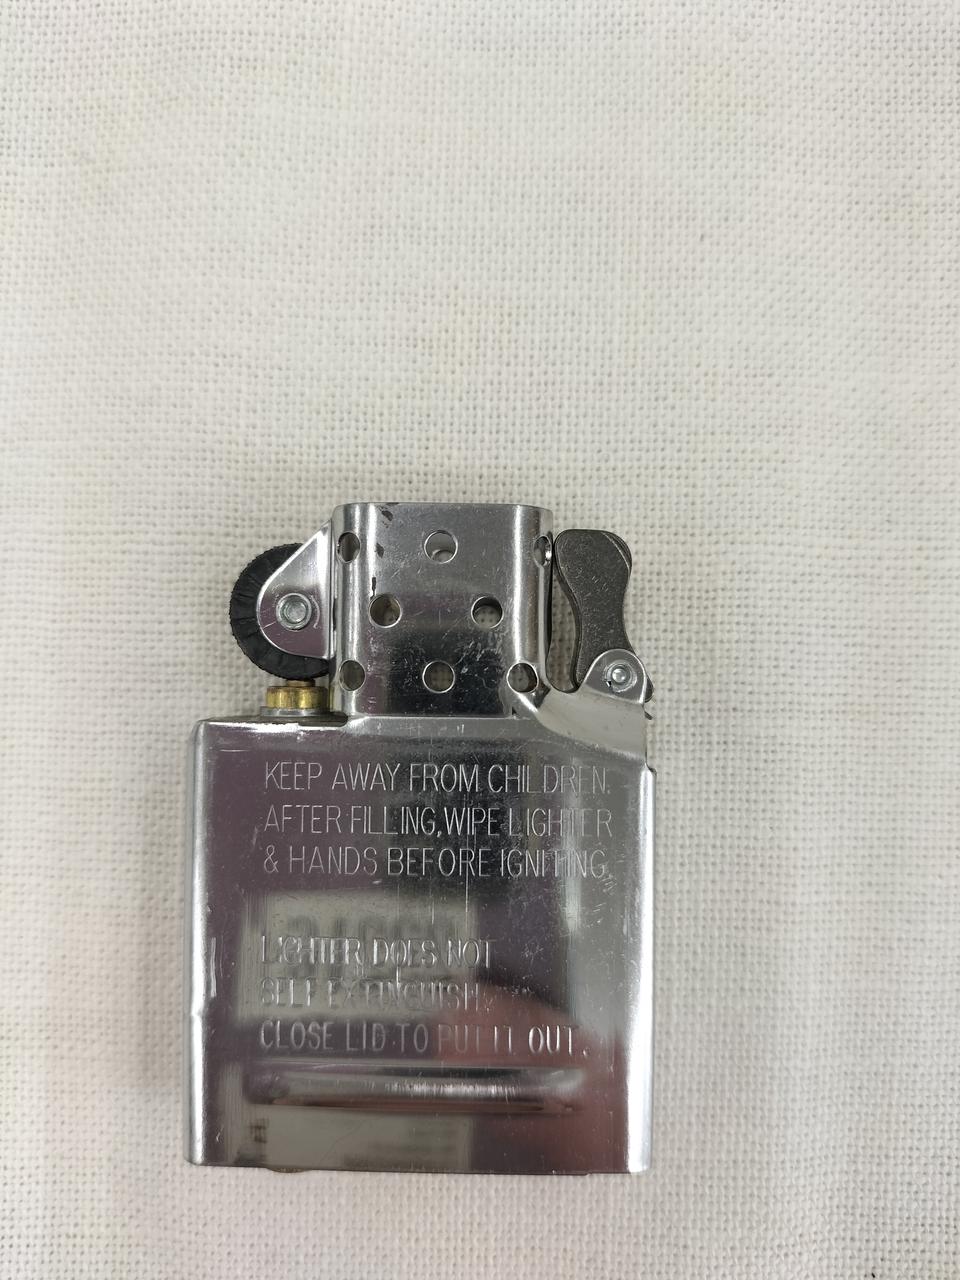 KEEP AWAY FROM CHILDREN.
AFTER FILLING, WIPE LIGHTER
& HANDS BEFORE IGNITING.
LIGHTER DOES NOT
SELF EXTINGUISH.
CLOSE LID TO PUT IT OUT.